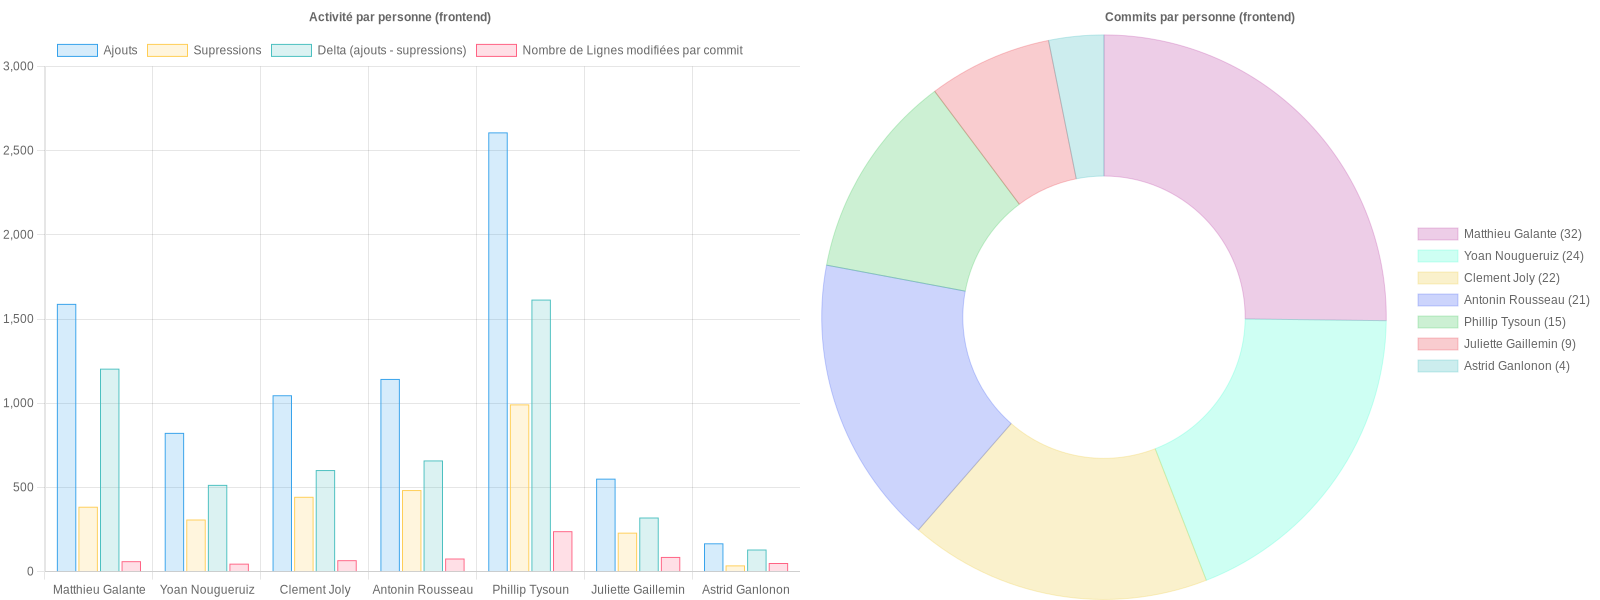 Activité par personne (frontend)
Ajouts Supressions Delta (ajouts - supressions) Nombre de Lignes modifiées par commit
3,000
2,500
2,000
1,500
1,000
500
0
Matthieu Galante Yoan Nougueruiz Clement Joly Antonin Rousseau Phillip Tysoun Juliette Gaillemin Astrid Ganlonon
Commits par personne (frontend)
Matthieu Galante (32)
Yoan Nougueruiz (24)
Clement Joly (22)
Antonin Rousseau (21)
Phillip Tysoun (15)
Juliette Gaillemin (9)
Astrid Ganlonon (4)